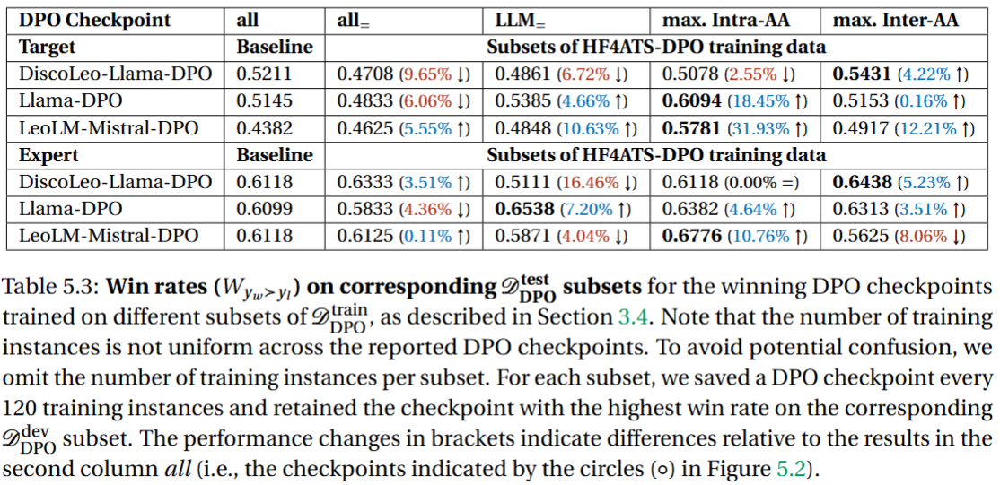 DPO Checkpoint all all= LLM= max. Intra-AA max. Inter-AA
Target Baseline Subsets of HF4ATS-DPO training data
DiscoLeo-Llama-DPO 0.5211 0.4708 (9.65% ↓) 0.4861 (6.72% ↓) 0.5078 (2.55% ↓) 0.5431 (4.22% ↑)
Llama-DPO 0.5145 0.4833 (6.06% ↓) 0.5385 (4.66% ↑) 0.6094 (18.45% ↑) 0.5153 (0.16% ↑)
LeoLM-Mistral-DPO 0.4382 0.4625 (5.55% ↑) 0.4848 (10.63% ↑) 0.5781 (31.93% ↑) 0.4917 (12.21% ↑)
Expert Baseline Subsets of HF4ATS-DPO training data
DiscoLeo-Llama-DPO 0.6118 0.6333 (3.51% ↑) 0.5111 (16.46% ↓) 0.6118 (0.00% =) 0.6438 (5.23% ↑)
Llama-DPO 0.6099 0.5833 (4.36% ↓) 0.6538 (7.20% ↑) 0.6382 (4.64% ↑) 0.6313 (3.51% ↑)
LeoLM-Mistral-DPO 0.6118 0.6125 (0.11% ↑) 0.5871 (4.04% ↓) 0.6776 (10.76% ↑) 0.5625 (8.06% ↓)
Table 5.3: Win rates (W_{y_w≻y_l}) on corresponding 𝒟_DPO^test subsets for the winning DPO checkpoints
trained on different subsets of 𝒟_DPO^train, as described in Section 3.4. Note that the number of training
instances is not uniform across the reported DPO checkpoints. To avoid potential confusion, we
omit the number of training instances per subset. For each subset, we saved a DPO checkpoint every
120 training instances and retained the checkpoint with the highest win rate on the corresponding
𝒟_DPO^dev subset. The performance changes in brackets indicate differences relative to the results in the
second column all (i.e., the checkpoints indicated by the circles (∘) in Figure 5.2).